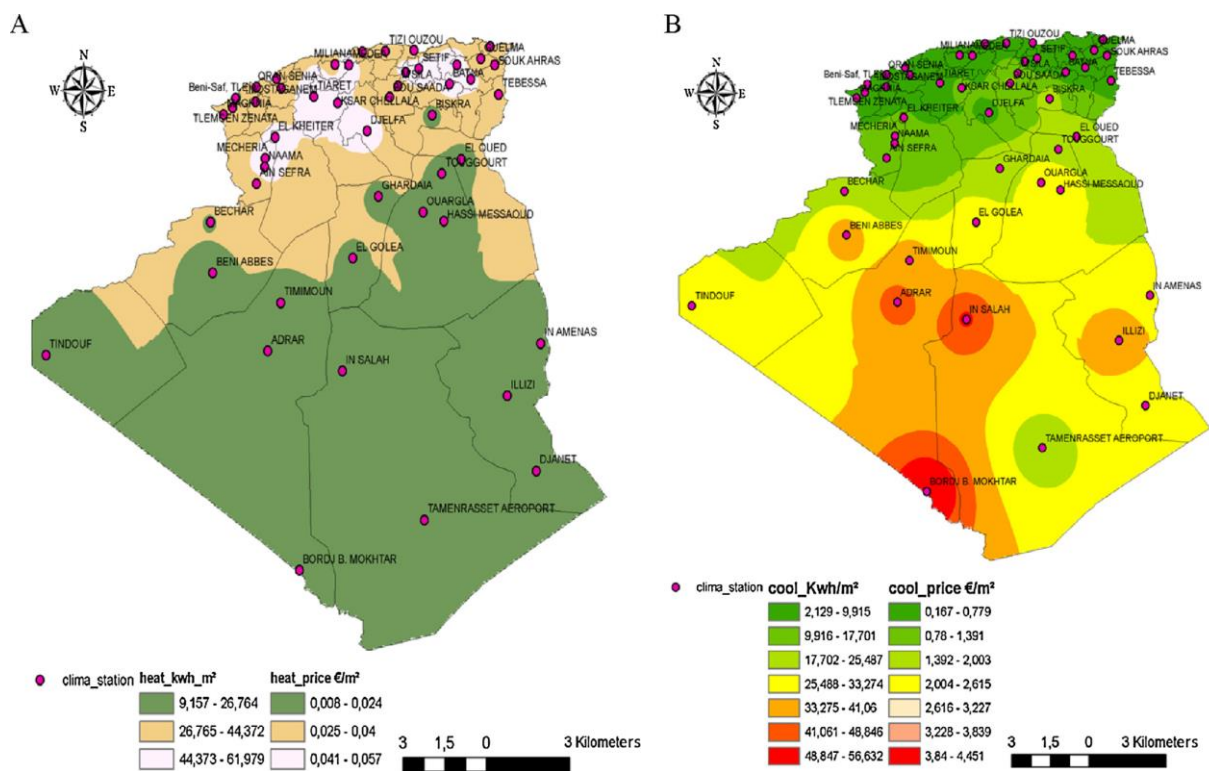 A
N
W
E
S
TIZI OUZOU
MILIANA
SETIF
SOUK AHRAS
TEBESSA
ORAN-SENIA
TIARET
BATNA
BOU SAADA
Beni-Saf,
KSAR CHELLALA
BISKRA
TLEMCEN ZENATA
DJELFA
EL KHEITER
MECHERIA
NAAMA
AIN SEFRA
EL OUED
TOUGGOURT
GHARDAIA
OUARGLA
HASSI-MESSAOUD
BECHAR
EL GOLEA
BENI ABBES
TIMIMOUN
TINDOUF
ADRAR
IN SALAH
IN AMENAS
ILLIZI
DJANET
TAMENRASSET AEROPORT
BORDJ B. MOKHTAR
clima_station
heat_kwh_m²
heat_price €/m²
9,157 - 26,764
0,008 - 0,024
26,765 - 44,372
0,025 - 0,04
44,373 - 61,979
0,041 - 0,057
3 1,5 0 3 Kilometers
B
N
W
E
S
TIZI OUZOU
MILIANA
SETIF
SOUK AHRAS
TEBESSA
ORAN-SENIA
TIARET
BATNA
BOU SAADA
Beni-Saf,
KSAR CHELLALA
BISKRA
TLEMCEN ZENATA
DJELFA
EL KHEITER
MECHERIA
NAAMA
AIN SEFRA
EL OUED
GHARDAIA
OUARGLA
HASSI-MESSAOUD
BECHAR
EL GOLEA
BENI ABBES
TIMIMOUN
TINDOUF
ADRAR
IN SALAH
IN AMENAS
ILLIZI
DJANET
TAMENRASSET AEROPORT
BORDJ B. MOKHTAR
clima_station
cool_Kwh/m²
cool_price €/m²
2,129 - 9,915
0,167 - 0,779
9,916 - 17,701
0,78 - 1,391
17,702 - 25,487
1,392 - 2,003
25,488 - 33,274
2,004 - 2,615
33,275 - 41,06
2,616 - 3,227
41,061 - 48,846
3,228 - 3,839
48,847 - 56,632
3,84 - 4,451
3 1,5 0 3 Kilometers